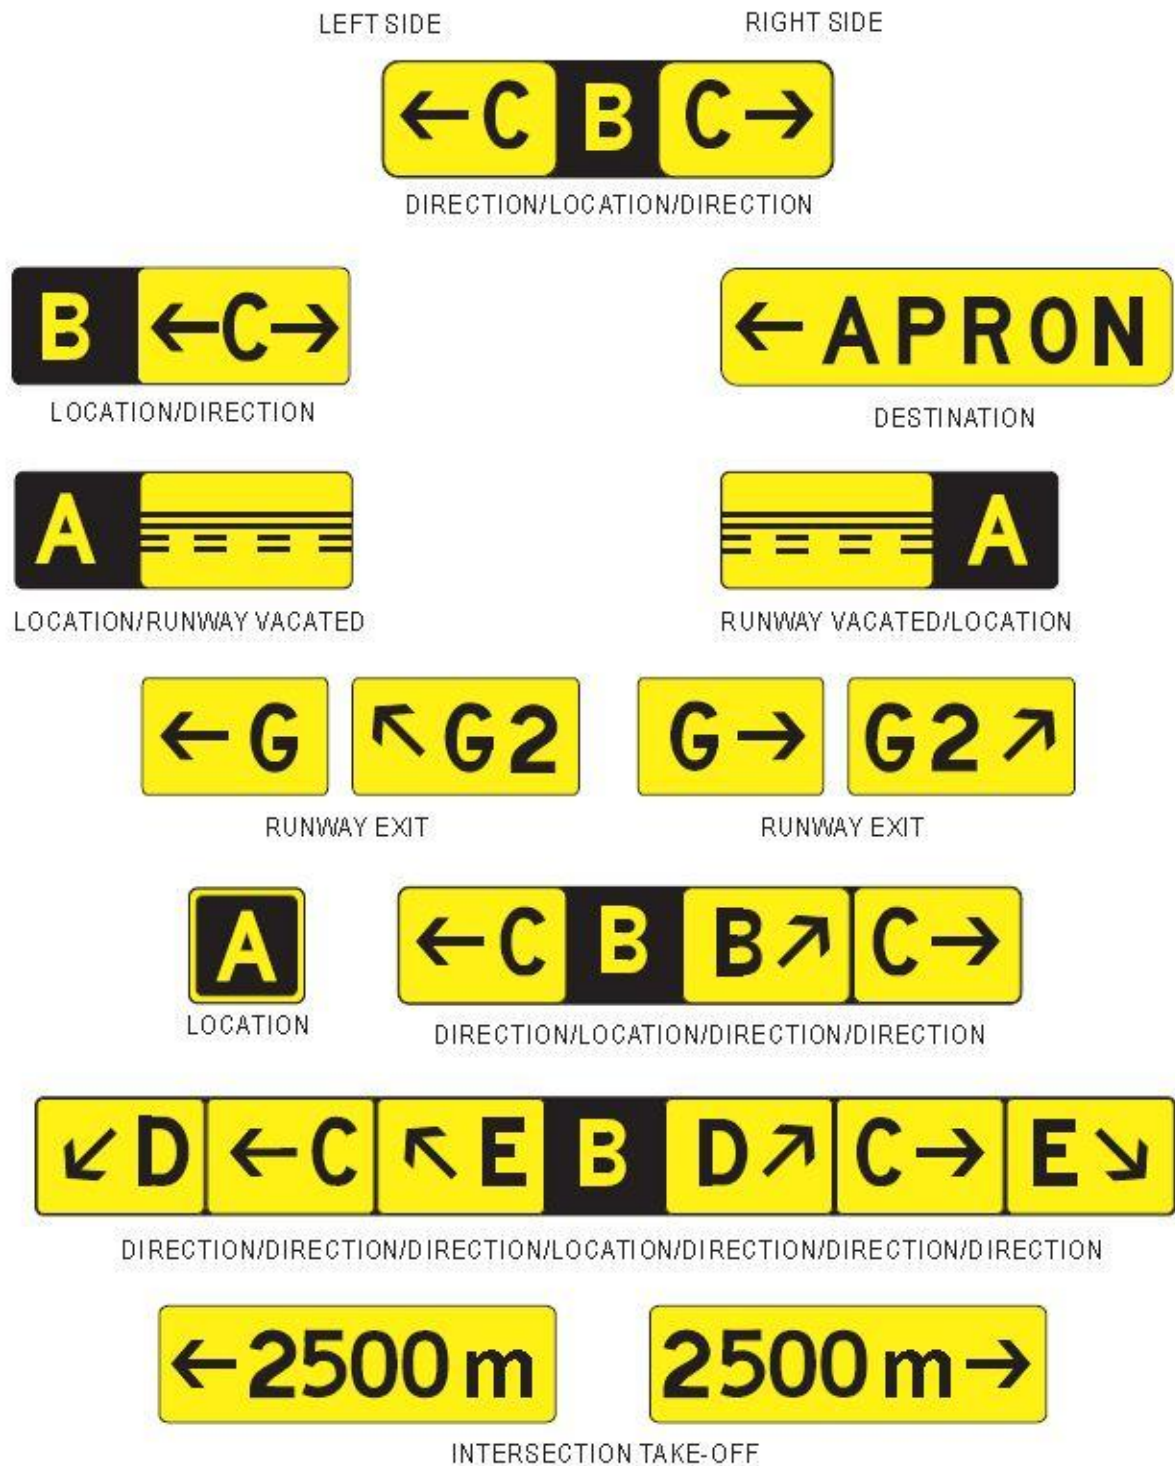 LEFT SIDE RIGHT SIDE
←C B C→
DIRECTION/LOCATION/DIRECTION
B ←C→ ←APRON
LOCATION/DIRECTION DESTINATION
A A
LOCATION/RUNWAY VACATED RUNWAY VACATED/LOCATION
←G ↖G2 G→ G2↗
RUNWAY EXIT RUNWAY EXIT
A ←C B B↗ C→
LOCATION DIRECTION/LOCATION/DIRECTION/DIRECTION
↙D ←C ↖E B D↗ C→ E↘
DIRECTION/DIRECTION/DIRECTION/LOCATION/DIRECTION/DIRECTION/DIRECTION
←2500m 2500m→
INTERSECTION TAKE-OFF